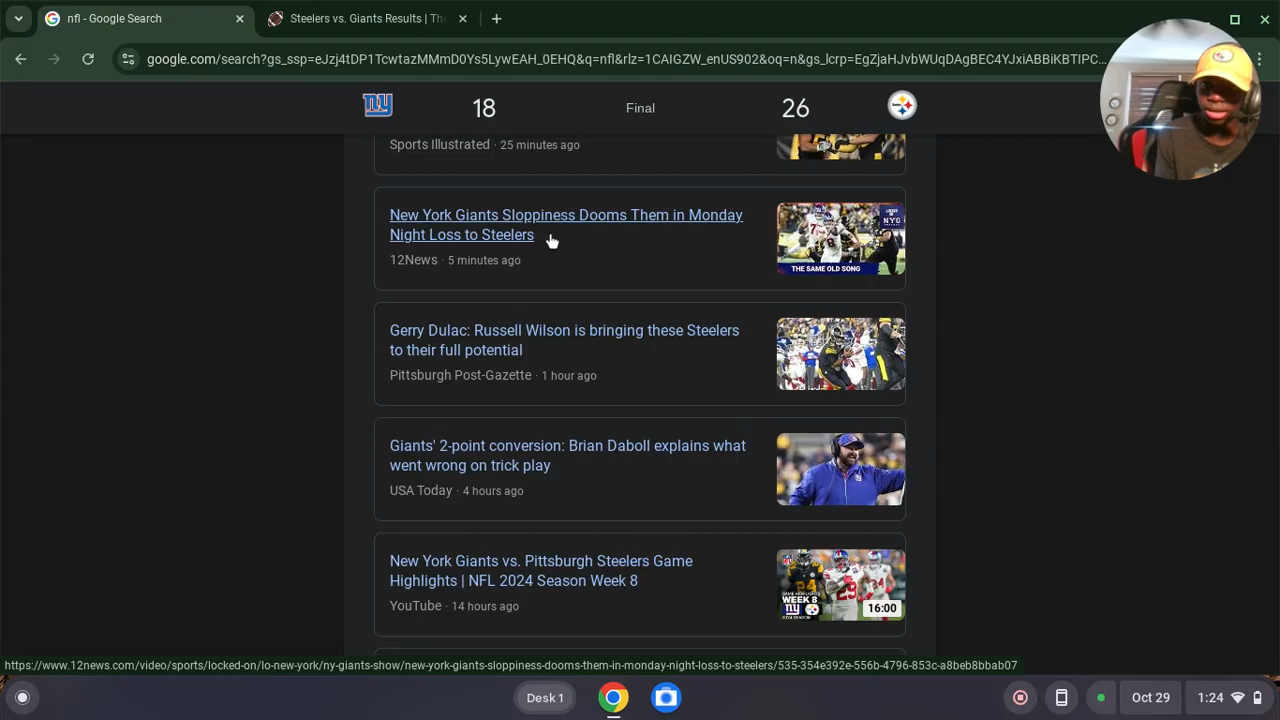 nfl - Google Search
Steelers vs. Giants Results | Th
google.com/search?gs_ssp=eJzj4tDP1TcwtazMMmD0Ys5LywEAH_0EHQ&q=nfl&rlz=1CAIGZW_enUS902&oq=n&gs_lcrp=EgZjaHJvbWUqDAgBEC4YJxiABBiKBTIPC...
NY
18
Final
26
Sports Illustrated · 25 minutes ago
New York Giants Sloppiness Dooms Them in Monday
Night Loss to Steelers
12News · 5 minutes ago
NYG
THE SAME OLD SONG
Gerry Dulac: Russell Wilson is bringing these Steelers
to their full potential
Pittsburgh Post-Gazette · 1 hour ago
Giants' 2-point conversion: Brian Daboll explains what
went wrong on trick play
USA Today · 4 hours ago
New York Giants vs. Pittsburgh Steelers Game
Highlights | NFL 2024 Season Week 8
YouTube · 14 hours ago
WEEK 8
16:00
https://www.12news.com/video/sports/locked-on/lo-new-york/ny-giants-show/new-york-giants-sloppiness-dooms-them-in-monday-night-loss-to-steelers/535-354e392e-556b-4796-853c-a8beb8bbab07
Desk 1
Oct 29
1:24